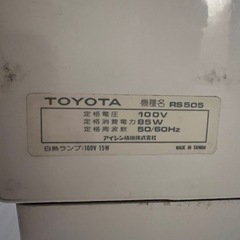 TOYOTA 機種名 RS505
定格電圧 100V
定格消費電力 85W
定格周波数 50/60Hz
アイシン精機株式会社
白熱ランプ:100V 15W
MADE IN TAIWAN